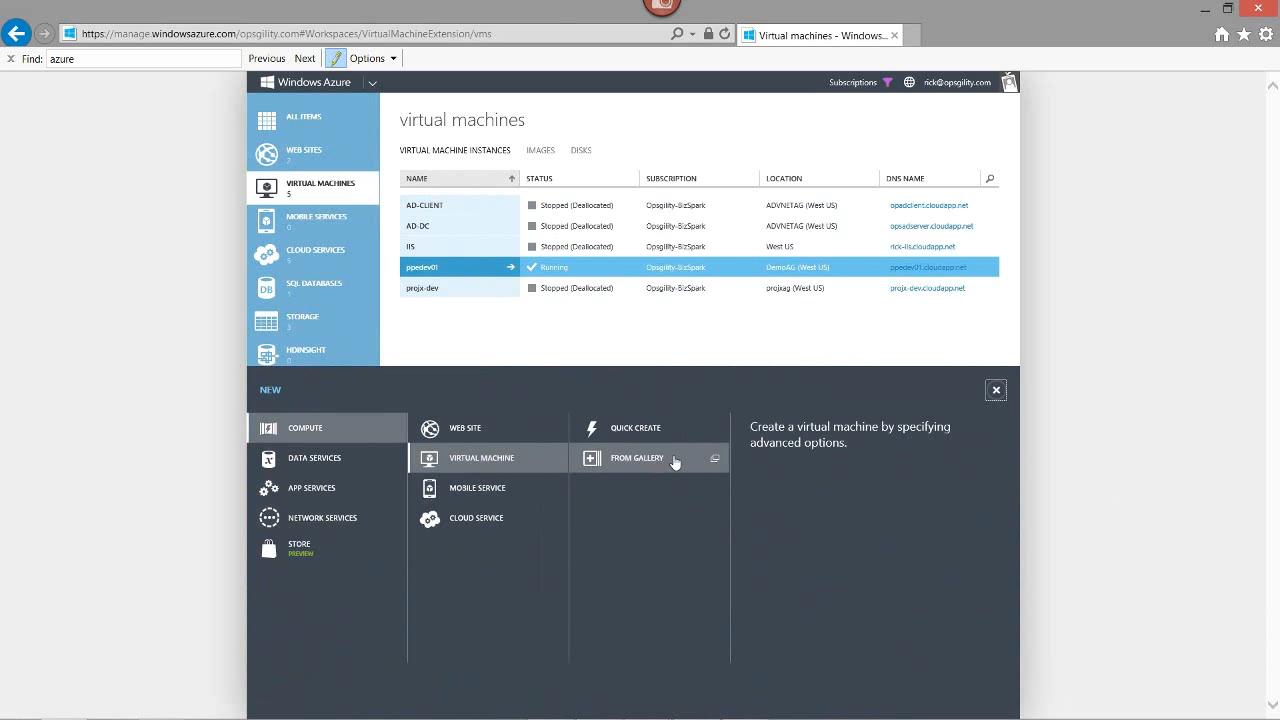 https://manage.windowsazure.com/opsgility.com#Workspaces/VirtualMachineExtension/vms
Virtual machines - Windows...
Find: azure Previous Next Options
Windows Azure Subscriptions rick@opsgility.com
ALL ITEMS
WEB SITES
2
VIRTUAL MACHINES
5
MOBILE SERVICES
0
CLOUD SERVICES
5
SQL DATABASES
1
STORAGE
3
HDINSIGHT
0
virtual machines
VIRTUAL MACHINE INSTANCES IMAGES DISKS
NAME STATUS SUBSCRIPTION LOCATION DNS NAME
AD-CLIENT Stopped (Deallocated) Opsgility-BizSpark ADVNETAG (West US) opadclient.cloudapp.net
AD-DC Stopped (Deallocated) Opsgility-BizSpark ADVNETAG (West US) opsadserver.cloudapp.net
IIS Stopped (Deallocated) Opsgility-BizSpark West US rick-iis.cloudapp.net
ppedev01 Running Opsgility-BizSpark DemoAG (West US) ppedev01.cloudapp.net
projx-dev Stopped (Deallocated) Opsgility-BizSpark projxag (West US) projx-dev.cloudapp.net
NEW
COMPUTE
DATA SERVICES
APP SERVICES
NETWORK SERVICES
STORE
PREVIEW
WEB SITE
VIRTUAL MACHINE
MOBILE SERVICE
CLOUD SERVICE
QUICK CREATE
FROM GALLERY
Create a virtual machine by specifying
advanced options.